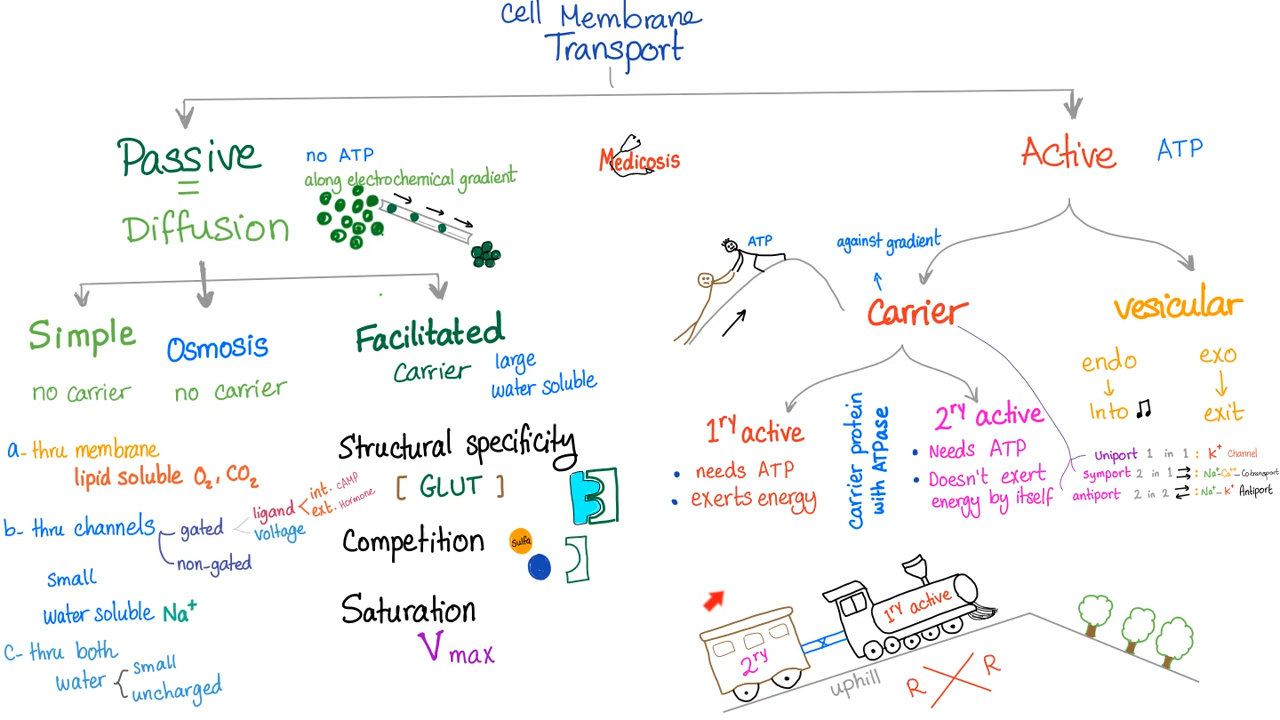 Cell Membrane
Transport
Passive
=
Diffusion
no ATP
along electrochemical gradient
Medicosis
Active
ATP
Simple
no carrier
Osmosis
no carrier
Facilitated
Carrier
large
water soluble
a- thru membrane
lipid soluble O₂, CO₂
b- thru channels
gated
non-gated
ligand
voltage
int. cAMP
ext. Hormone
small
water soluble Na⁺
c- thru both
water
small
uncharged
Structural specificity
[ GLUT ]
Competition
Sulfa
Saturation
Vmax
ATP
against gradient
Carrier
vesicular
endo
↓
Into ♫
exo
↓
exit
1ry active
• needs ATP
• exerts energy
Carrier protein
with ATPase
2ry active
• Needs ATP
• Doesn't exert
energy by itself
Uniport 1 in 1 : K⁺ Channel
symport 2 in 1 ⇉ : Na⁺-Ca⁺⁺-Cotransport
antiport 2 in 2 ⇄ : Na⁺-K⁺ Antiport
2ry
1ry active
uphill
R R